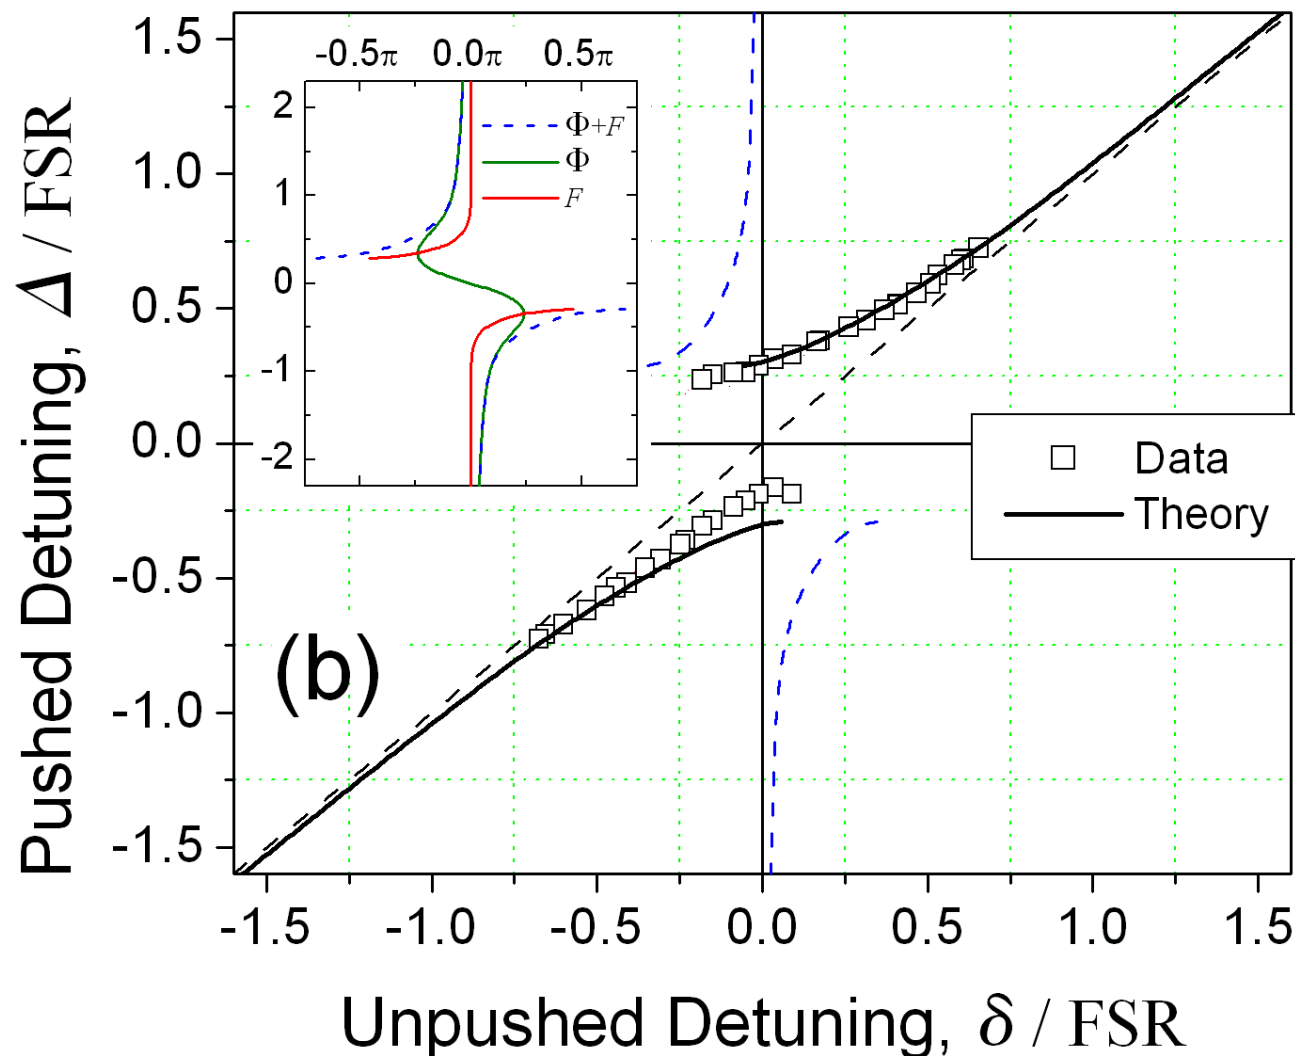 Pushed Detuning, Δ / FSR
1.5
1.0
0.5
0.0
-0.5
-1.0
-1.5
-0.5π 0.0π 0.5π
2
1
0
-1
-2
Φ+F
Φ
F
Data
Theory
(b)
-1.5 -1.0 -0.5 0.0 0.5 1.0 1.5
Unpushed Detuning, δ / FSR